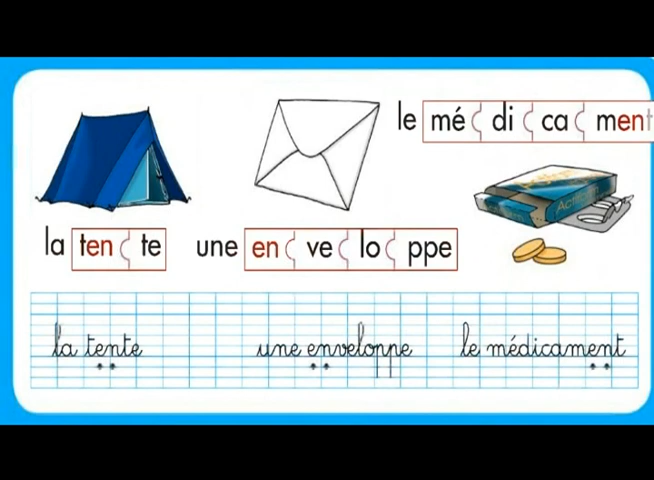 le mé di ca ment
la ten te
une en ve lo ppe
la tente
une enveloppe
le médicament